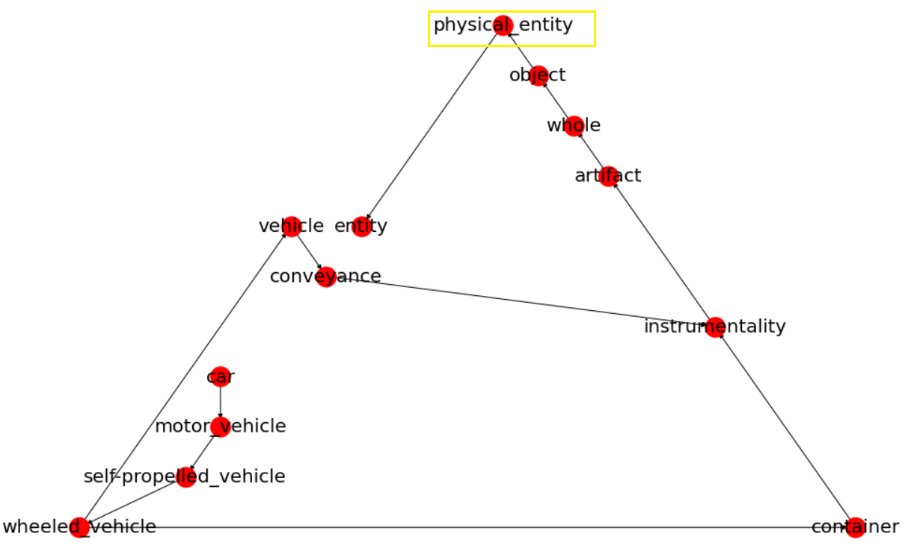 physical_entity
object
whole
artifact
vehicle entity
conveyance
instrumentality
car
motor_vehicle
self-propelled_vehicle
wheeled_vehicle container